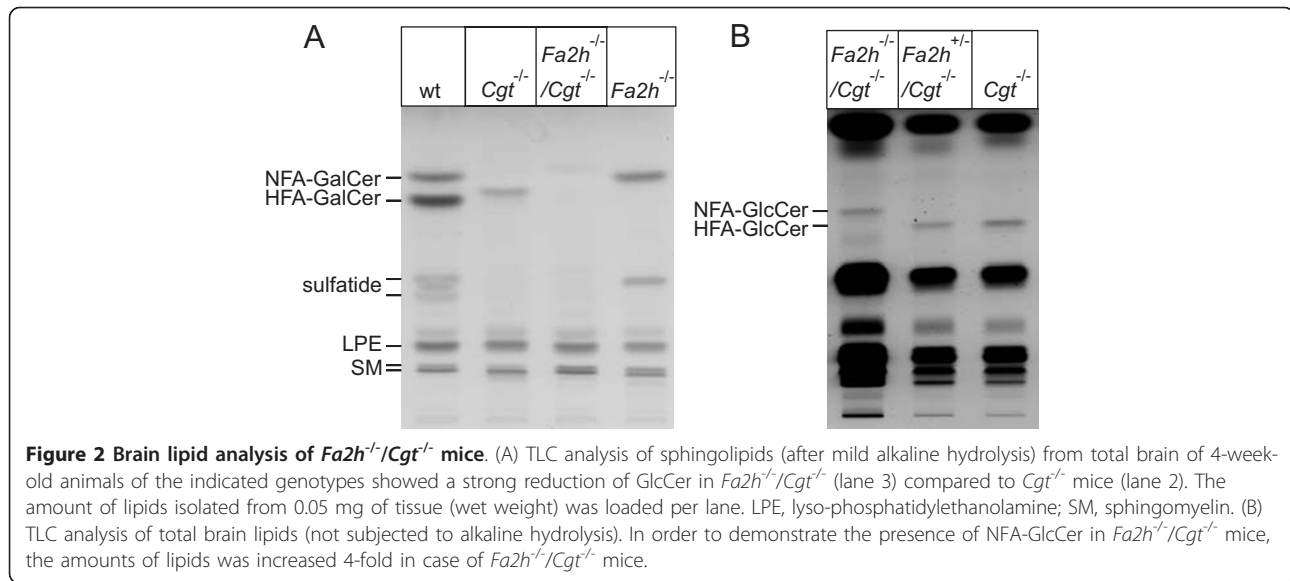 A
B
Fa2h-/-
/Cgt-/-
wt
Cgt-/-
Fa2h-/-
Fa2h-/-
/Cgt-/-
Fa2h+/-
/Cgt-/-
Cgt-/-
NFA-GalCer
HFA-GalCer
sulfatide
LPE
SM
NFA-GlcCer
HFA-GlcCer
Figure 2 Brain lipid analysis of Fa2h-/-/Cgt-/- mice. (A) TLC analysis of sphingolipids (after mild alkaline hydrolysis) from total brain of 4-week-
old animals of the indicated genotypes showed a strong reduction of GlcCer in Fa2h-/-/Cgt-/- (lane 3) compared to Cgt-/- mice (lane 2). The
amount of lipids isolated from 0.05 mg of tissue (wet weight) was loaded per lane. LPE, lyso-phosphatidylethanolamine; SM, sphingomyelin. (B)
TLC analysis of total brain lipids (not subjected to alkaline hydrolysis). In order to demonstrate the presence of NFA-GlcCer in Fa2h-/-/Cgt-/- mice,
the amounts of lipids was increased 4-fold in case of Fa2h-/-/Cgt-/- mice.